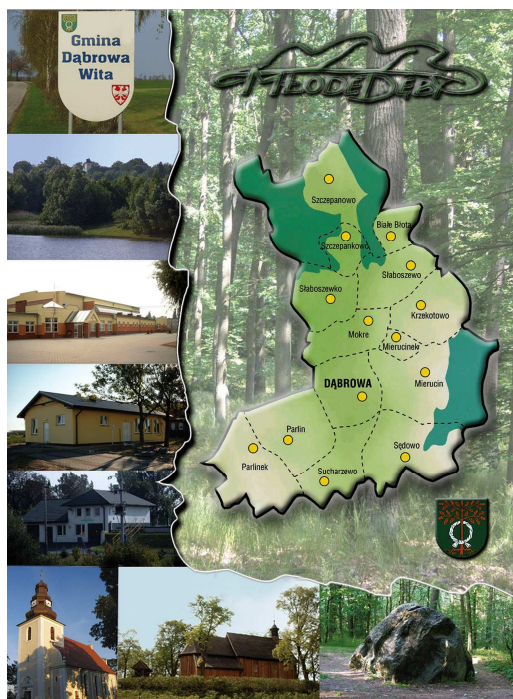 Gmina
Dąbrowa
Wita
MŁODE DĘBY
Szczepanowo
Białe Błota
Szczepankowo
Słaboszewo
Słaboszewko
Krzekotowo
Mokre
Mierucinek
DĄBROWA
Mierucin
Parlin
Sędowo
Parlinek
Sucharzewo